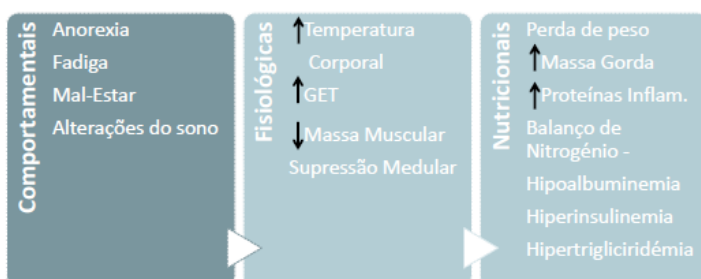 Comportamentais
Anorexia
Fadiga
Mal-Estar
Alterações do sono
Fisiológicas
Temperatura
Corporal
GET
Massa Muscular
Supressão Medular
Nutricionais
Perda de peso
Massa Gorda
Proteínas Inflam.
Balanço de
Nitrogénio -
Hipoalbuminemia
Hiperinsulinemia
Hipertrigliciridémia